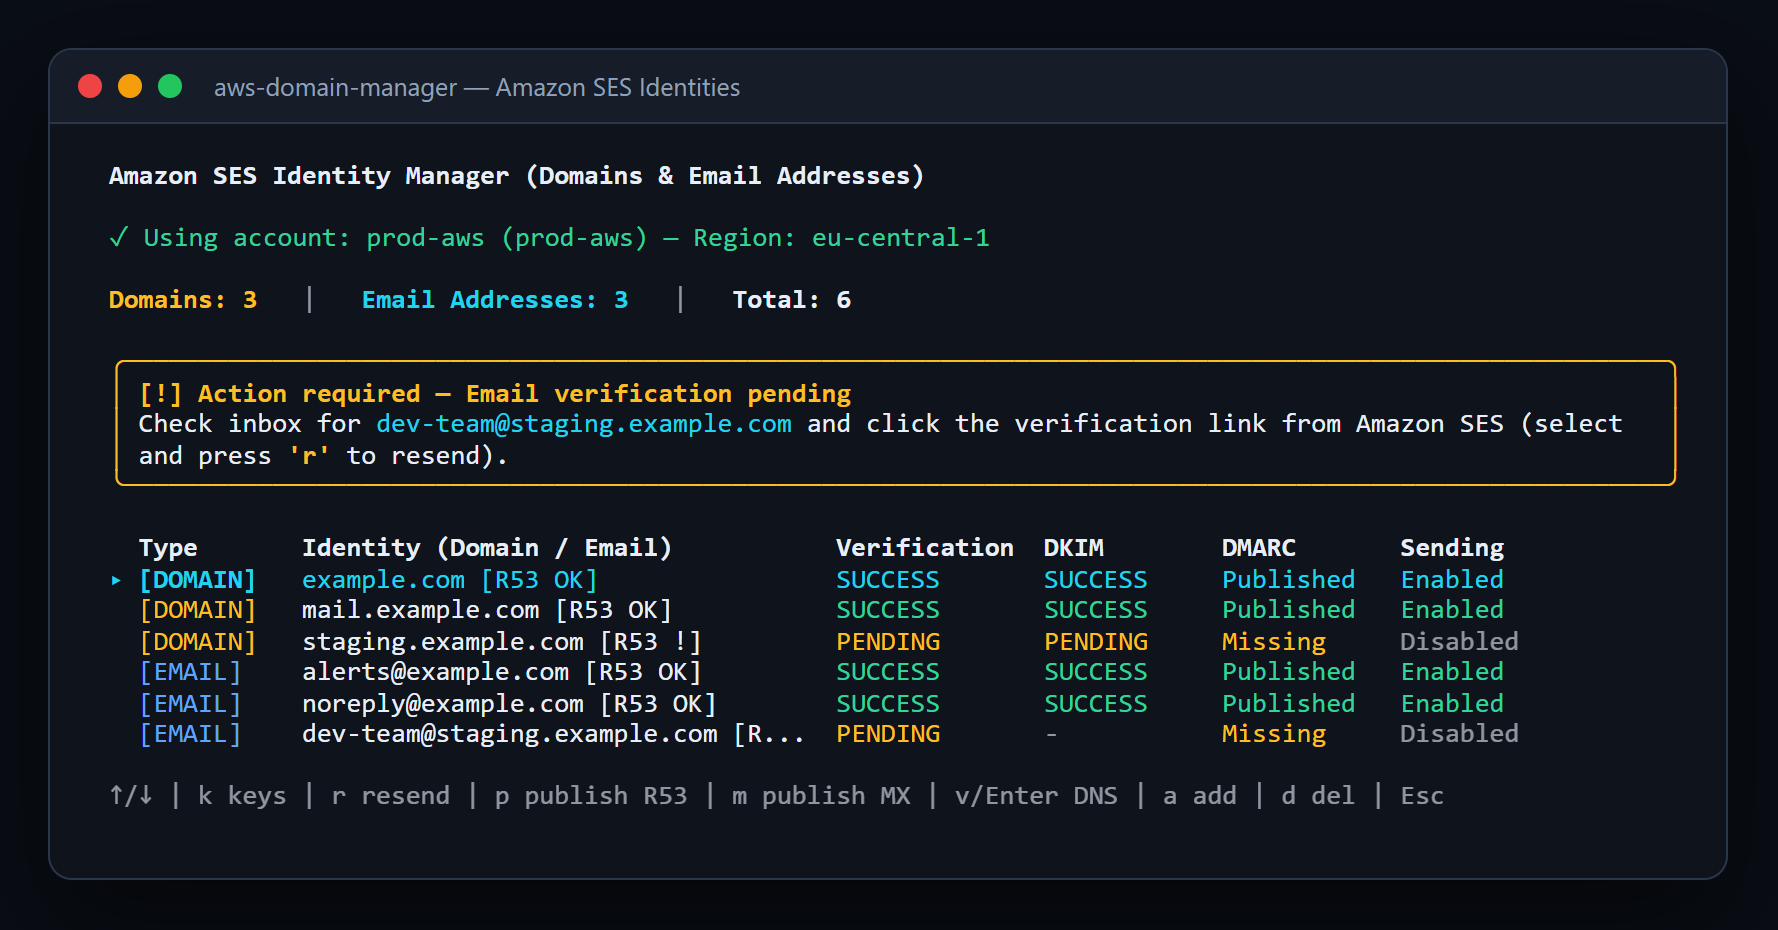 aws-domain-manager — Amazon SES Identities
Amazon SES Identity Manager (Domains & Email Addresses)
✓ Using account: prod-aws (prod-aws) — Region: eu-central-1
Domains: 3 │ Email Addresses: 3 │ Total: 6
[!] Action required — Email verification pending
Check inbox for dev-team@staging.example.com and click the verification link from Amazon SES (select
and press 'r' to resend).
Type Identity (Domain / Email) Verification DKIM DMARC Sending
▸ [DOMAIN] example.com [R53 OK] SUCCESS SUCCESS Published Enabled
[DOMAIN] mail.example.com [R53 OK] SUCCESS SUCCESS Published Enabled
[DOMAIN] staging.example.com [R53 !] PENDING PENDING Missing Disabled
[EMAIL] alerts@example.com [R53 OK] SUCCESS SUCCESS Published Enabled
[EMAIL] noreply@example.com [R53 OK] SUCCESS SUCCESS Published Enabled
[EMAIL] dev-team@staging.example.com [R... PENDING - Missing Disabled
↑/↓ │ k keys │ r resend │ p publish R53 │ m publish MX │ v/Enter DNS │ a add │ d del │ Esc